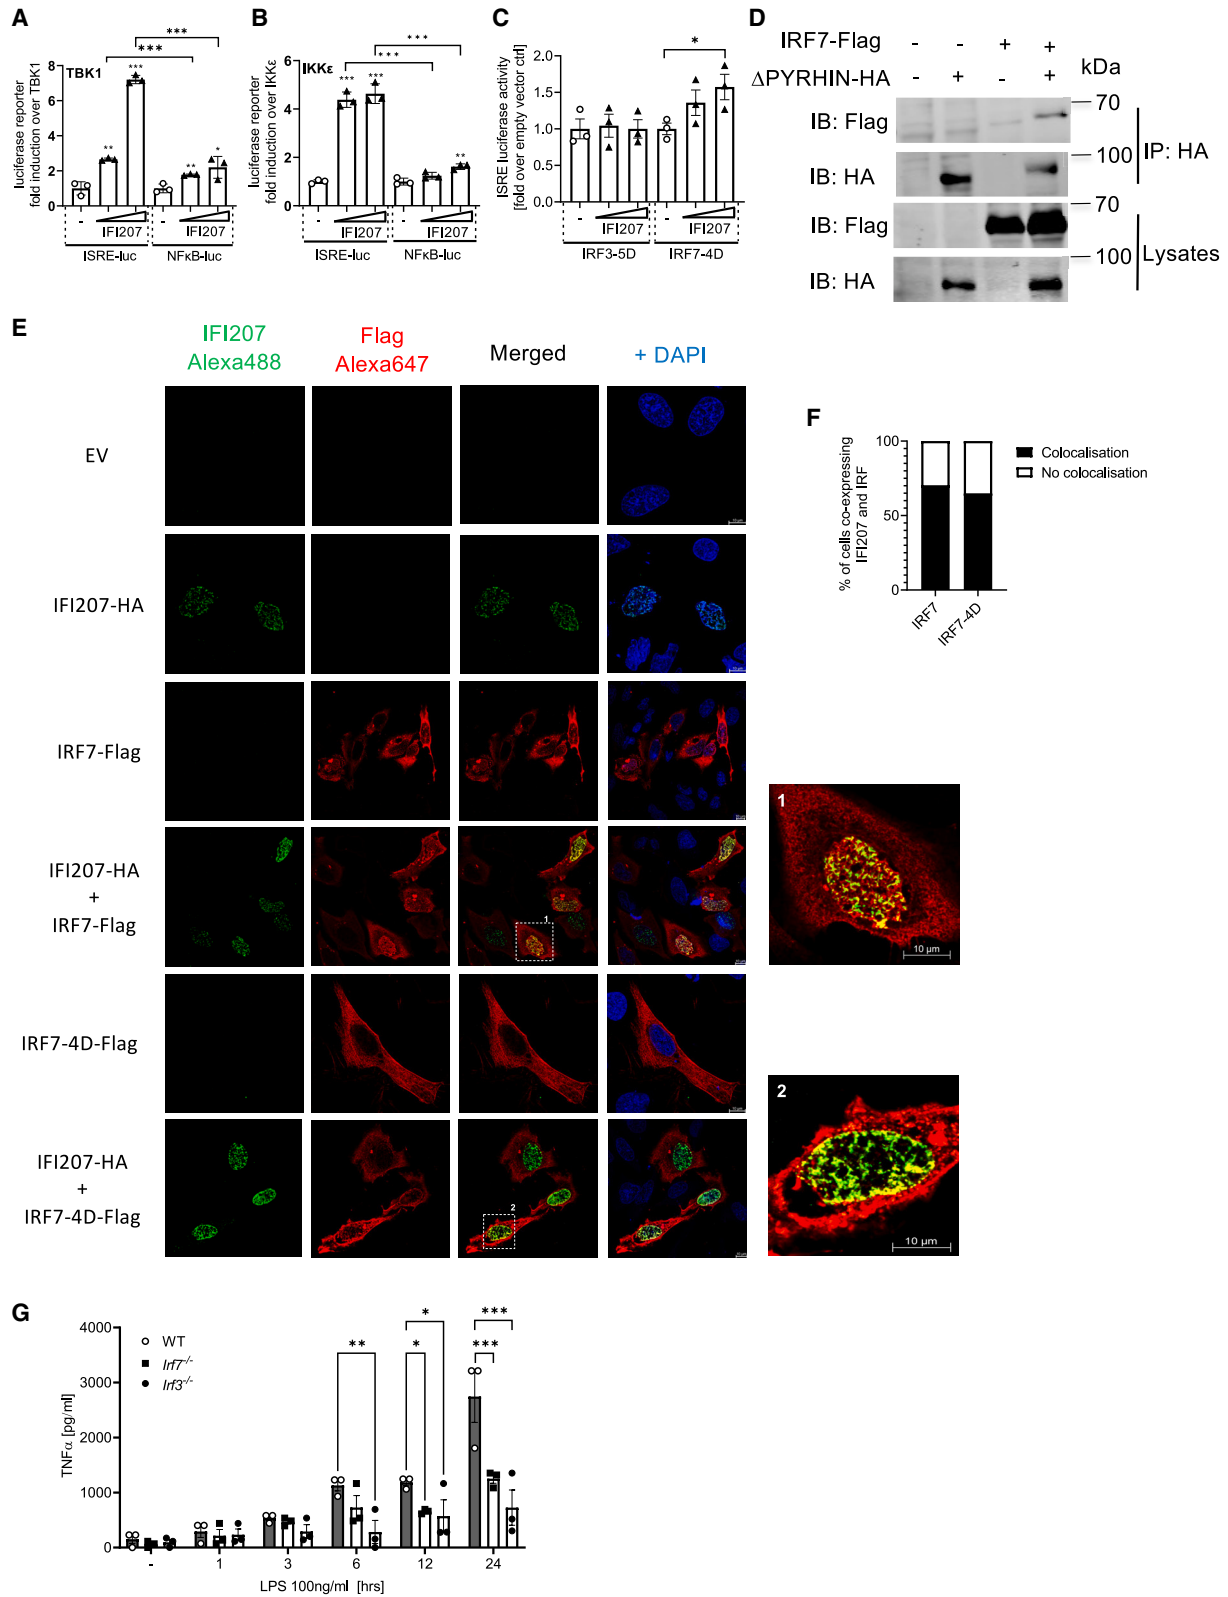 A
luciferase reporter
fold induction over TBK1
8
6
4
2
0
TBK1
***
***
**
***
**
*
-
IFI207
-
IFI207
ISRE-luc
NFκB-luc
B
luciferase reporter
fold induction over IKKε
6
4
2
0
IKKε
***
***
***
***
**
-
IFI207
-
IFI207
ISRE-luc
NFκB-luc
C
ISRE luciferase activity
[fold over empty vector ctrl]
2.0
1.5
1.0
0.5
0.0
*
-
IFI207
-
IFI207
IRF3-5D
IRF7-4D
D
IRF7-Flag - - + +
ΔPYRHIN-HA - + - +
kDa
IB: Flag
70
IB: HA
100
IP: HA
IB: Flag
70
IB: HA
100
Lysates
E
IFI207
Alexa488
Flag
Alexa647
Merged
+ DAPI
EV
IFI207-HA
IRF7-Flag
IFI207-HA
+
IRF7-Flag
1
IRF7-4D-Flag
IFI207-HA
+
IRF7-4D-Flag
2
1
10 µm
2
10 µm
F
% of cells co-expressing
IFI207 and IRF
100
50
0
IRF7
IRF7-4D
Colocalisation
No colocalisation
G
TNFα [pg/ml]
4000
3000
2000
1000
0
WT
Irf7-/-
Irf3-/-
**
*
*
***
***
- 1 3 6 12 24
LPS 100ng/ml [hrs]